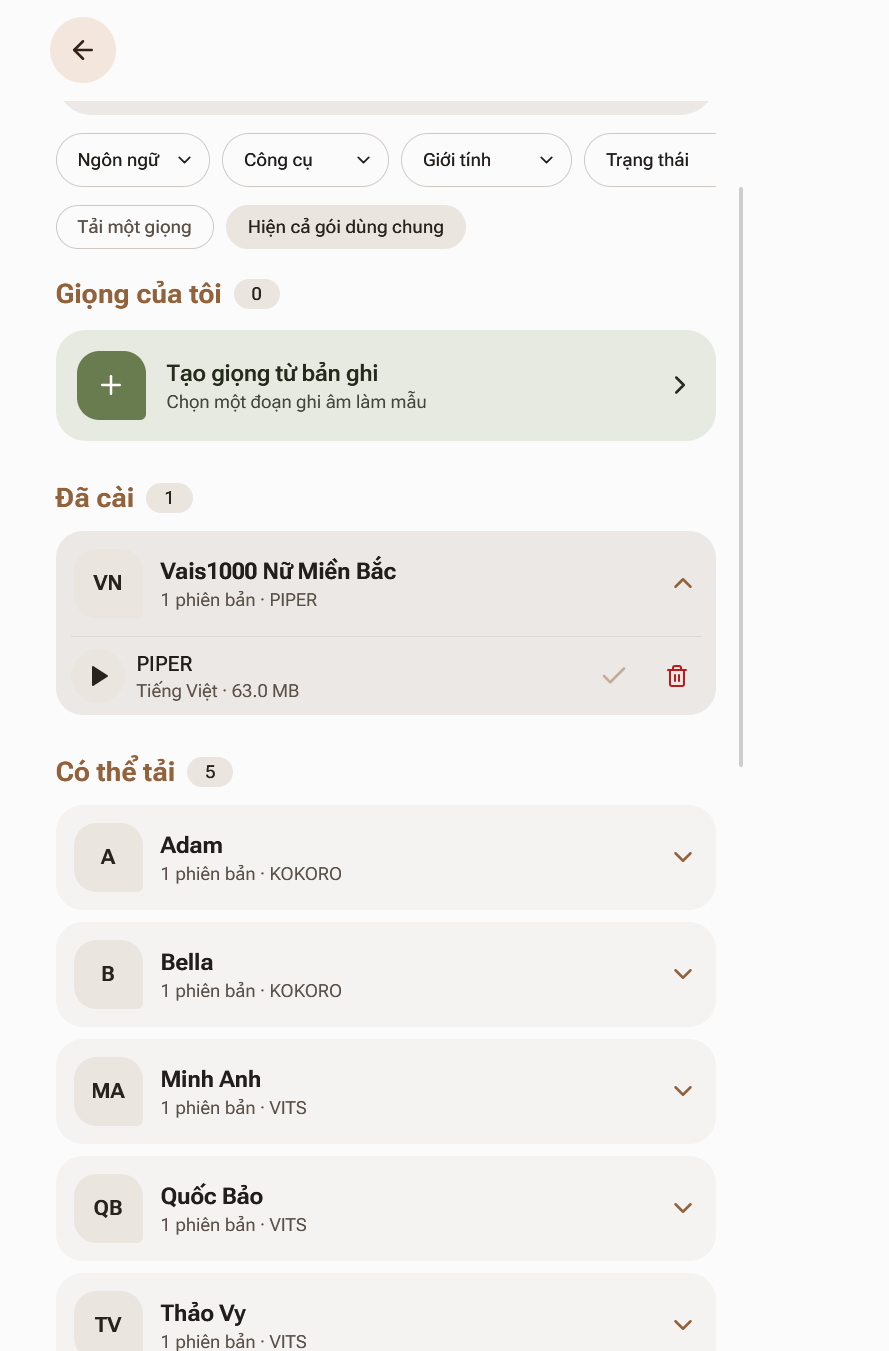 Ngôn ngữ
Công cụ
Giới tính
Trạng thái
Tải một giọng
Hiện cả gói dùng chung
Giọng của tôi
0
Tạo giọng từ bản ghi
Chọn một đoạn ghi âm làm mẫu
Đã cài
1
VN
Vais1000 Nữ Miền Bắc
1 phiên bản · PIPER
PIPER
Tiếng Việt · 63.0 MB
Có thể tải
5
A
Adam
1 phiên bản · KOKORO
B
Bella
1 phiên bản · KOKORO
MA
Minh Anh
1 phiên bản · VITS
QB
Quốc Bảo
1 phiên bản · VITS
TV
Thảo Vy
1 phiên bản · VITS